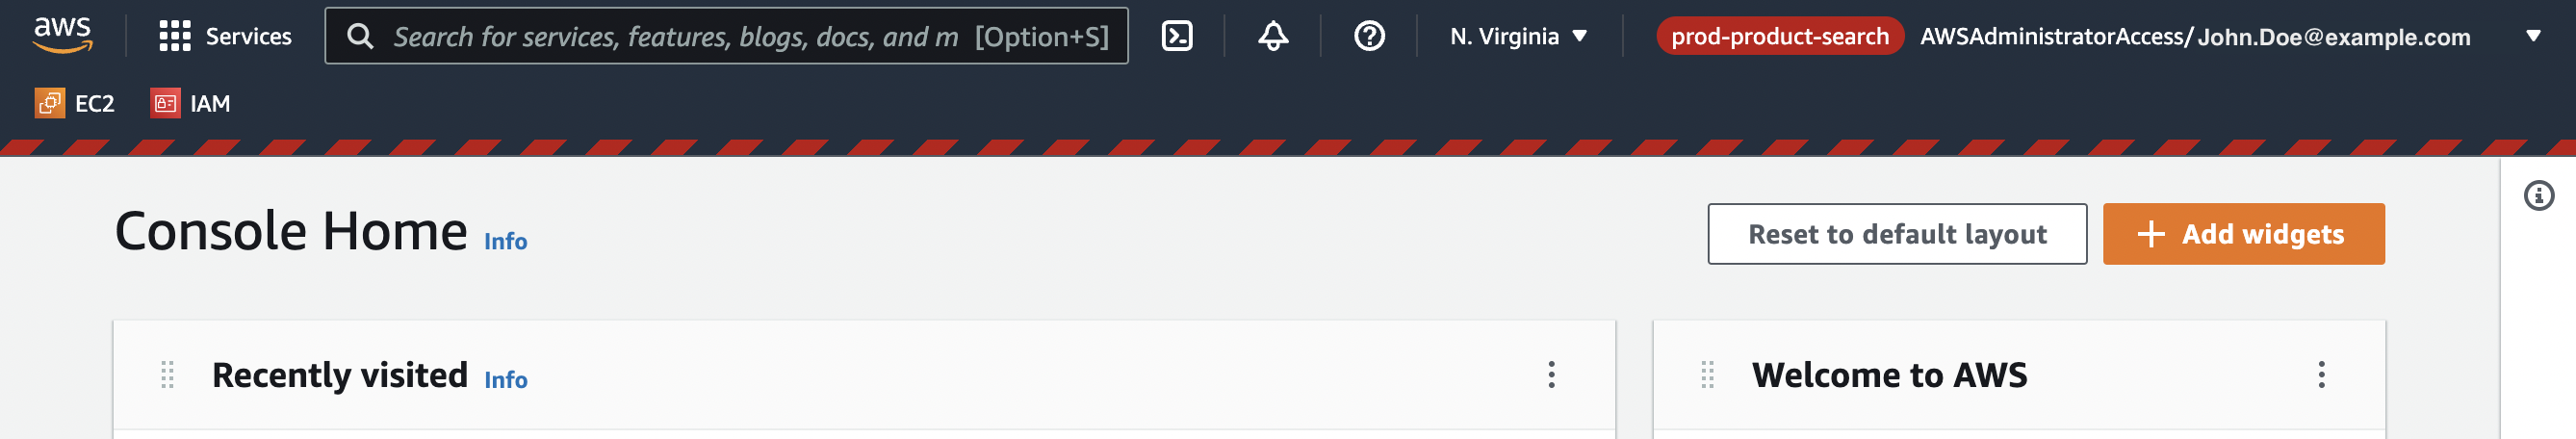 aws
Services
Search for services, features, blogs, docs, and m [Option+S]
N. Virginia
prod-product-search
AWSAdministratorAccess/John.Doe@example.com
EC2
IAM
Console Home Info
Reset to default layout
Add widgets
Recently visited Info
Welcome to AWS